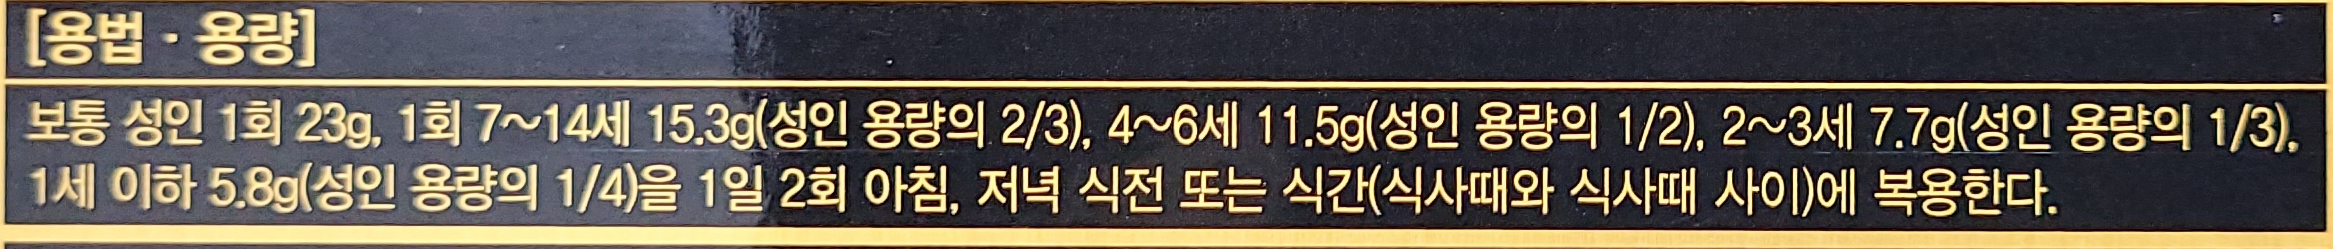 [용법 · 용량]
보통 성인 1회 23g, 1회 7~14세 15.3g(성인 용량의 2/3), 4~6세 11.5g(성인 용량의 1/2), 2~3세 7.7g(성인 용량의 1/3),
1세 이하 5.8g(성인 용량의 1/4)을 1일 2회 아침, 저녁 식전 또는 식간(식사때와 식사때 사이)에 복용한다.